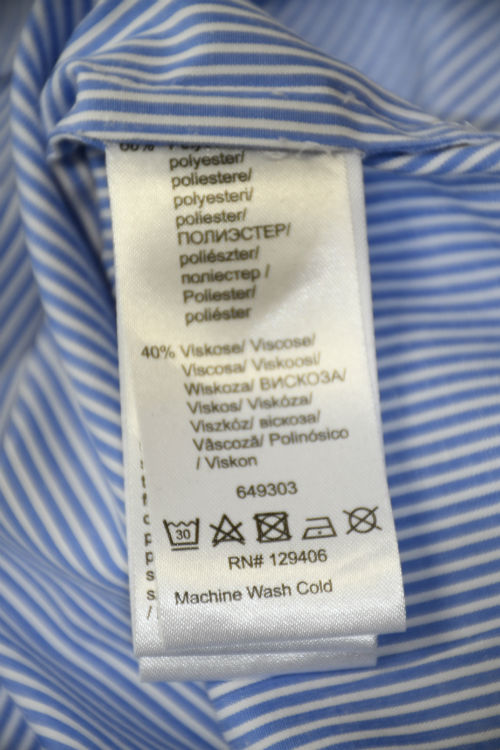 polyester/
poliestere/
polyesteri/
poliester/
ПОЛИЭСТЕР/
poliészter/
поліестер /
Poliester/
poliéster
40% Viskose/ Viscose/
Viscosa/ Viskoosi/
Wiskoza/ ВИСКОЗА/
Viskos/ Viskóza/
Viszkóz/ віскоза/
Vâscoză/ Polinósico
/ Viskon
649303
30
RN# 129406
Machine Wash Cold